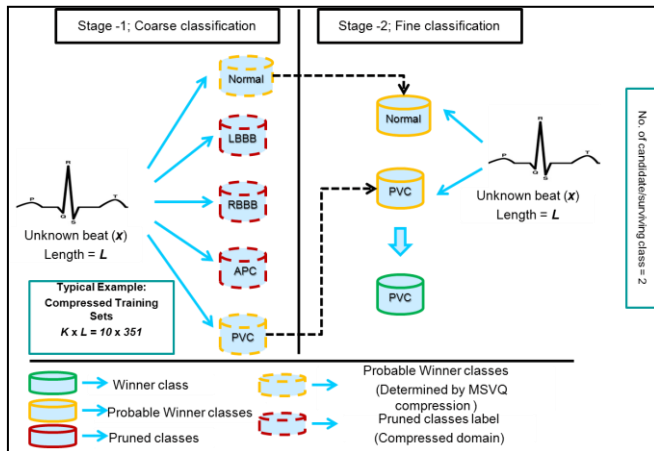 Stage -1; Coarse classification
Stage -2; Fine classification
Normal
LBBB
RBBB
APC
PVC
R
P
Q
S
T
Unknown beat (x)
Length = L
Typical Example:
Compressed Training
Sets
K x L = 10 x 351
Normal
PVC
PVC
R
P
Q
S
T
Unknown beat (x)
Length = L
No. of candidate/surviving class = 2
Winner class
Probable Winner classes
Pruned classes
Probable Winner classes
(Determined by MSVQ
compression )
Pruned classes label
(Compressed domain)